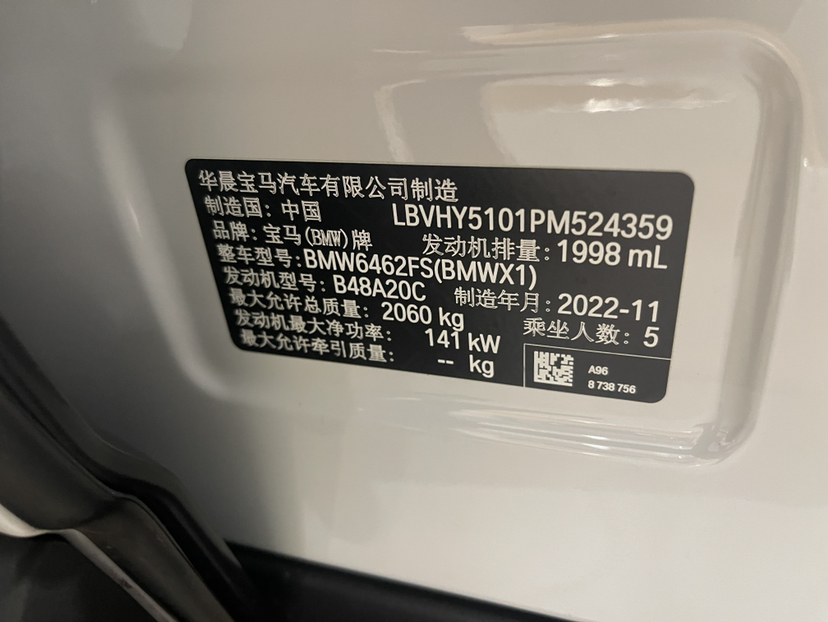 华晨宝马汽车有限公司制造
制造国: 中国 LBVHY5101PM524359
品牌: 宝马(BMW)牌 发动机排量: 1998 mL
整车型号: BMW6462FS(BMWX1)
发动机型号: B48A20C 制造年月: 2022-11
最大允许总质量: 2060 kg 乘坐人数: 5
发动机最大净功率: 141 kW
最大允许牵引质量: -- kg
A96
8 738 756